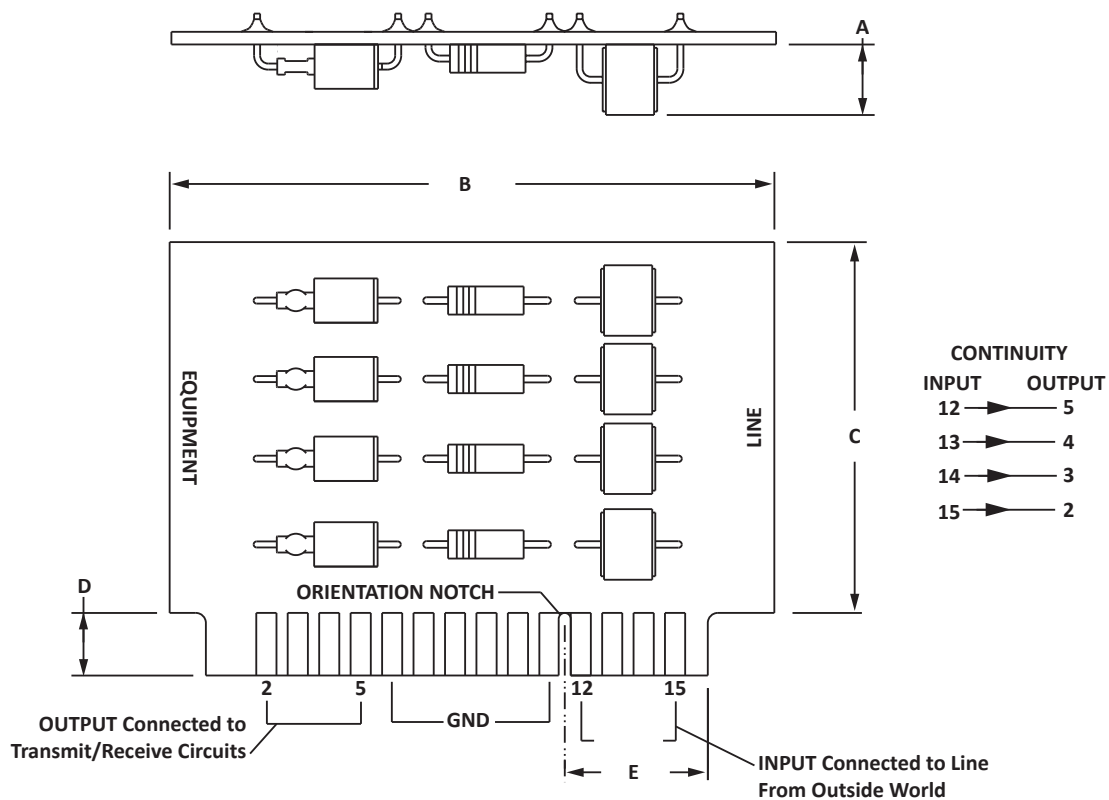 A
B
EQUIPMENT
LINE
C
CONTINUITY
INPUT OUTPUT
12 5
13 4
14 3
15 2
D
ORIENTATION NOTCH
2 5 12 15
GND
OUTPUT Connected to
Transmit/Receive Circuits
E
INPUT Connected to Line
From Outside World